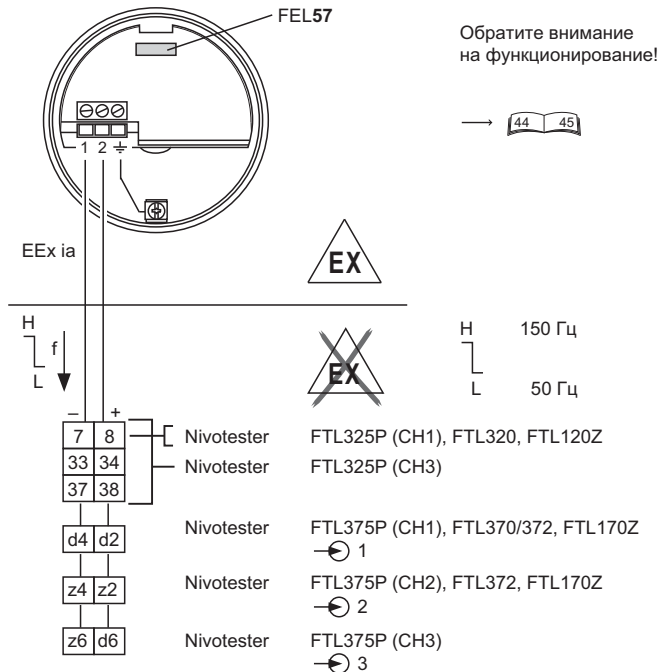 FEL57
Обратите внимание
на функционирование!
44 45
1 2
EEx ia
EX
H
f
L
EX
H 150 Гц
L 50 Гц
– +
7 8 Nivotester FTL325P (CH1), FTL320, FTL120Z
33 34 Nivotester FTL325P (CH3)
37 38
d4 d2 Nivotester FTL375P (CH1), FTL370/372, FTL170Z
1
z4 z2 Nivotester FTL375P (CH2), FTL372, FTL170Z
2
z6 d6 Nivotester FTL375P (CH3)
3